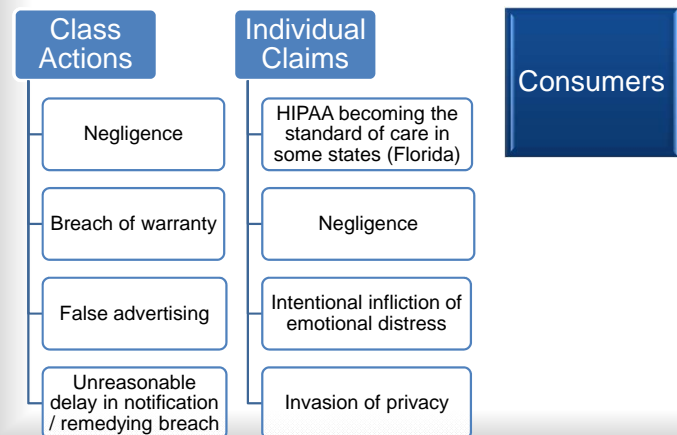 Class
Actions
Negligence
Breach of warranty
False advertising
Unreasonable
delay in notification
/ remedying breach
Individual
Claims
HIPAA becoming the
standard of care in
some states (Florida)
Negligence
Intentional infliction of
emotional distress
Invasion of privacy
Consumers